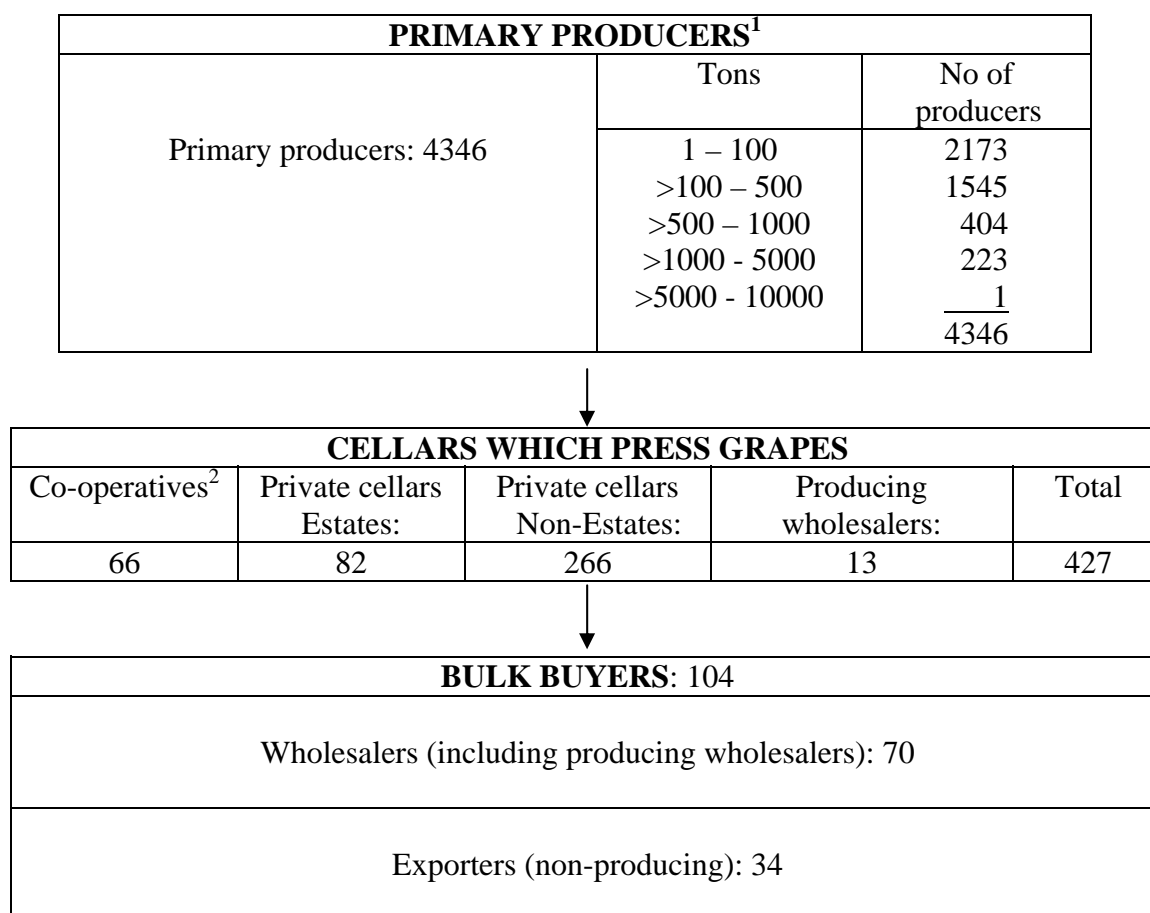 PRIMARY PRODUCERS1
Tons No of
producers
Primary producers: 4346 1 – 100 2173
>100 – 500 1545
>500 – 1000 404
>1000 - 5000 223
>5000 - 10000 1
4346
CELLARS WHICH PRESS GRAPES
Co-operatives2 Private cellars Private cellars Producing Total
Estates: Non-Estates: wholesalers:
66 82 266 13 427
BULK BUYERS: 104
Wholesalers (including producing wholesalers): 70
Exporters (non-producing): 34